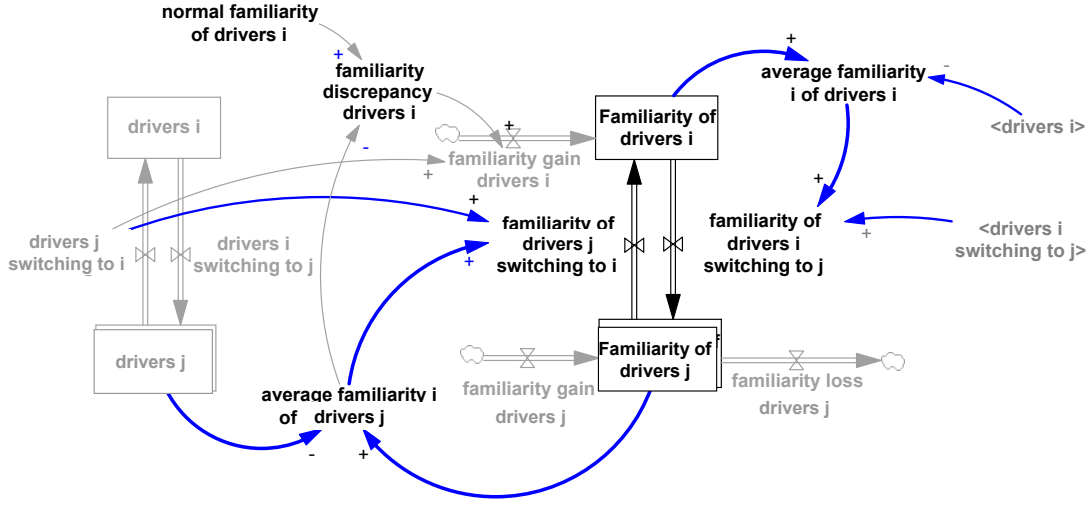 normal familiarity
of drivers i
+
familiarity
discrepancy
drivers i
-
+
average familiarity
i of drivers i
-
<drivers i>
drivers i
Familiarity of
drivers i
+
familiarity gain
drivers i
+
+
familiarity of
drivers j
switching to i
+
+
familiarity of
drivers i
switching to j
+
<drivers i
switching to j>
drivers j
switching to i
-
drivers i
switching to j
drivers j
Familiarity of
drivers j
familiarity gain
drivers j
familiarity loss
drivers j
average familiarity i
of drivers j
-
+